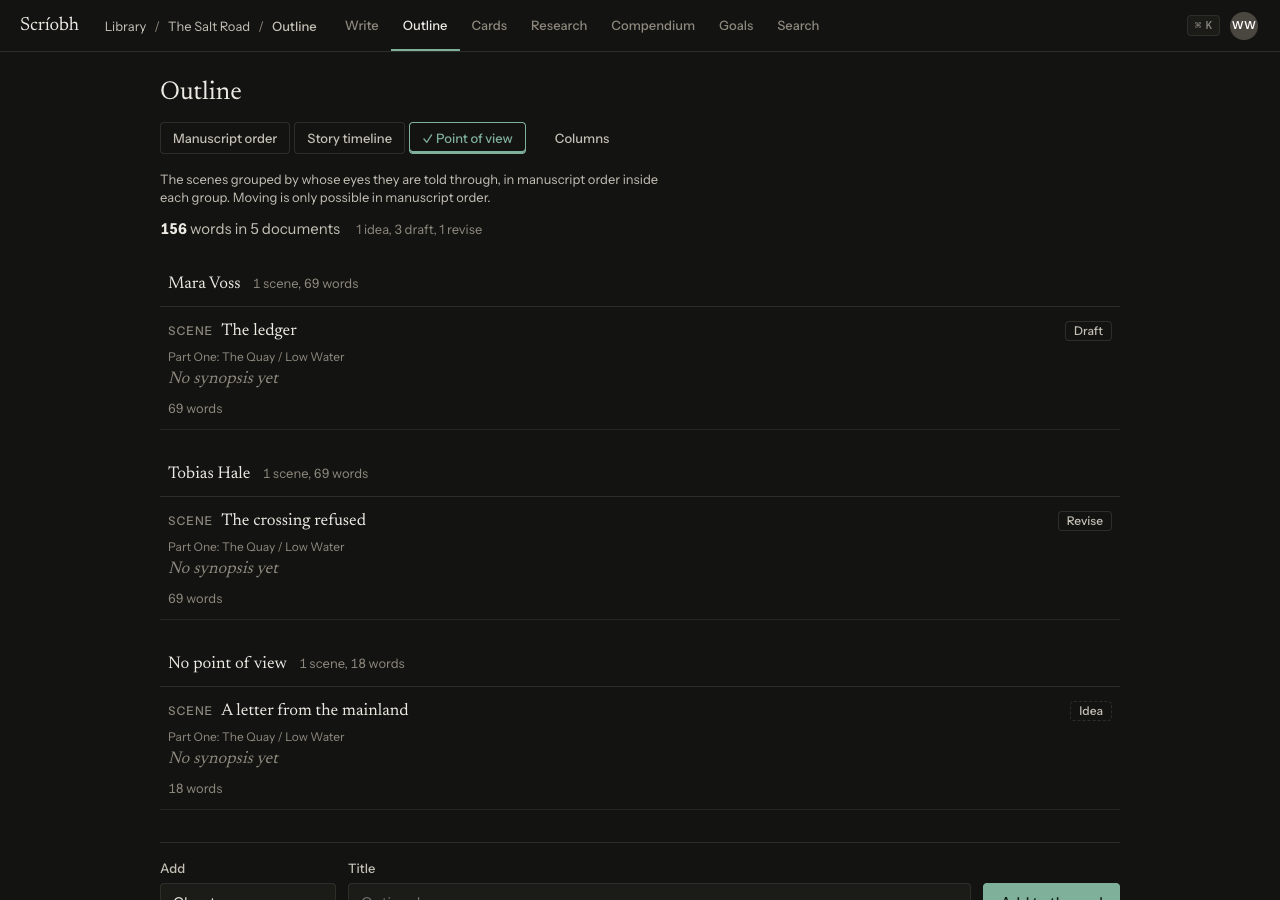 Scríobh
Library / The Salt Road / Outline
Write Outline Cards Research Compendium Goals Search
⌘ K
WW
Outline
Manuscript order
Story timeline
✓ Point of view
Columns
The scenes grouped by whose eyes they are told through, in manuscript order inside
each group. Moving is only possible in manuscript order.
156 words in 5 documents 1 idea, 3 draft, 1 revise
Mara Voss 1 scene, 69 words
SCENE The ledger Draft
Part One: The Quay / Low Water
No synopsis yet
69 words
Tobias Hale 1 scene, 69 words
SCENE The crossing refused Revise
Part One: The Quay / Low Water
No synopsis yet
69 words
No point of view 1 scene, 18 words
SCENE A letter from the mainland Idea
Part One: The Quay / Low Water
No synopsis yet
18 words
Add Title